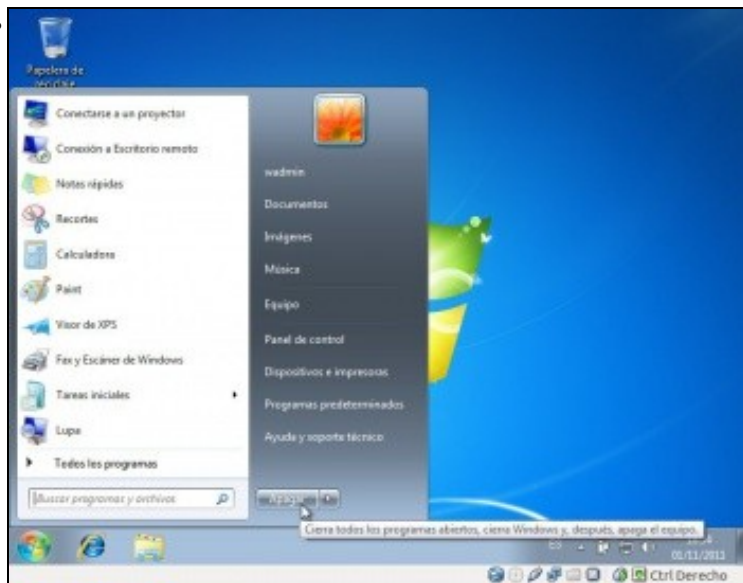 Papelera de
reciclaje
Conectarse a un proyector
Conexión a Escritorio remoto
Notas rápidas
Recortes
Calculadora
Paint
Visor de XPS
Fax y Escáner de Windows
Tareas iniciales
Lupa
Todos los programas
Buscar programas y archivos
wadmin
Documentos
Imágenes
Música
Equipo
Panel de control
Dispositivos e impresoras
Programas predeterminados
Ayuda y soporte técnico
Apagar
Cierra todos los programas abiertos, cierra Windows y, después, apaga el equipo.
ES
01/11/2013
Ctrl Derecho